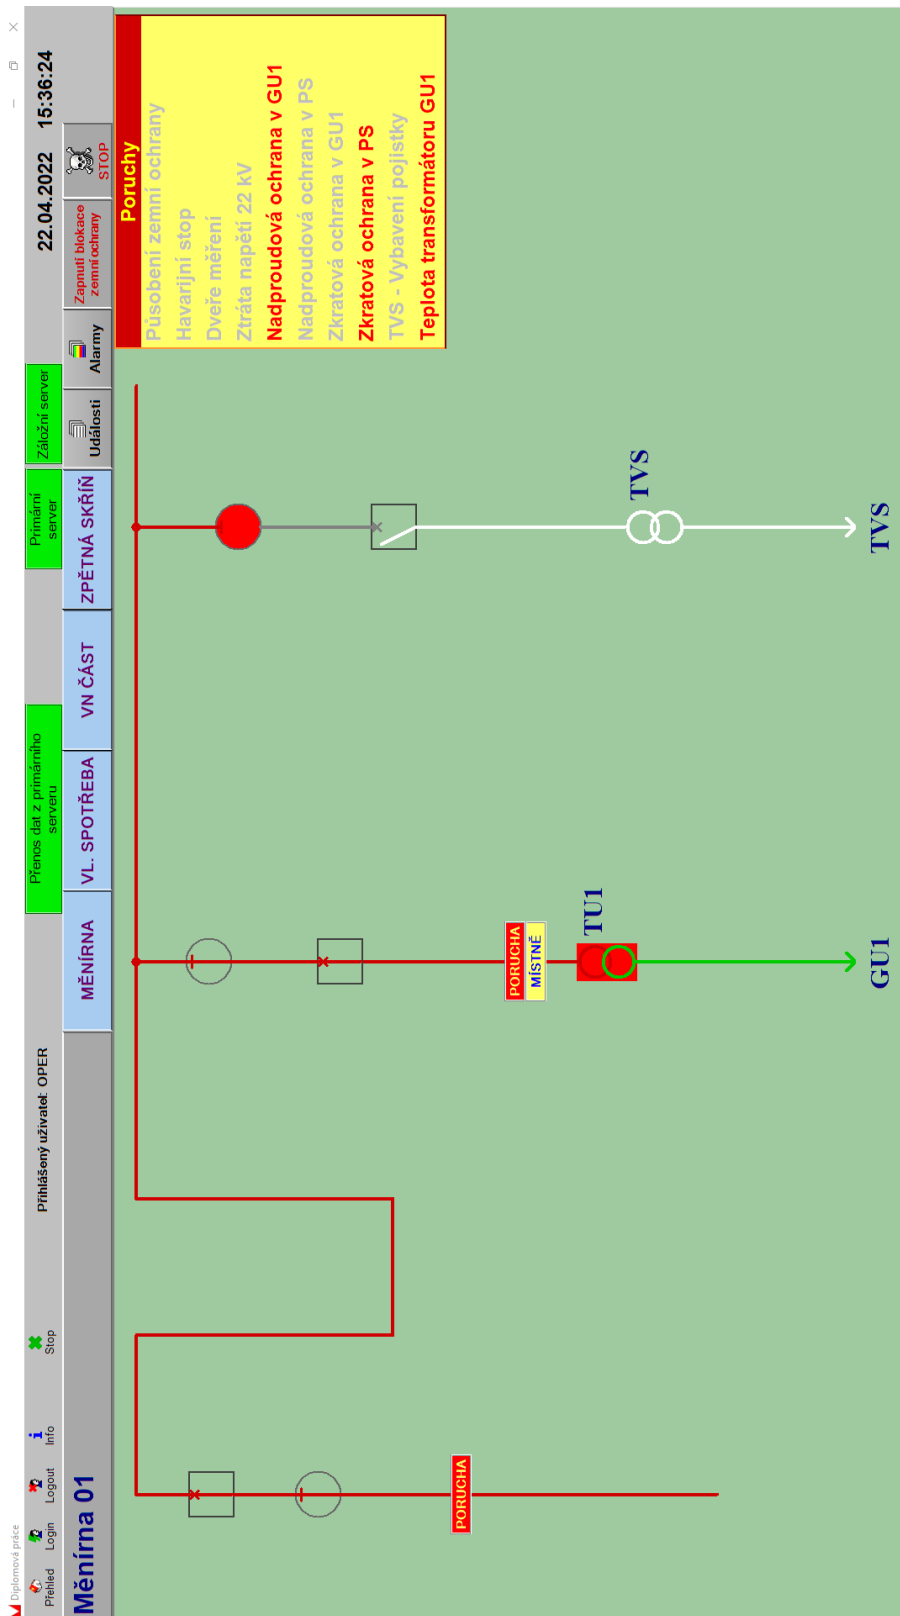 Diplomová práce
Přehled
Login
Logout
Info
Stop
Přihlášený uživatel: OPER
Přenos dat z primárního
serveru
Primární
server
Záložní server
22.04.2022 15:36:24
Měnírna 01
MĚNÍRNA
VL. SPOTŘEBA
VN ČÁST
ZPĚTNÁ SKŘÍŇ
Události
Alarmy
Zapnutí blokace
zemní ochrany
STOP
Poruchy
Působení zemní ochrany
Havarijní stop
Dveře měření
Ztráta napětí 22 kV
Nadproudová ochrana v GU1
Nadproudová ochrana v PS
Zkratová ochrana v GU1
Zkratová ochrana v PS
TVS - Vybavení pojistky
Teplota transformátoru GU1
PORUCHA
PORUCHA
MÍSTNĚ
TU1
TVS
GU1
TVS